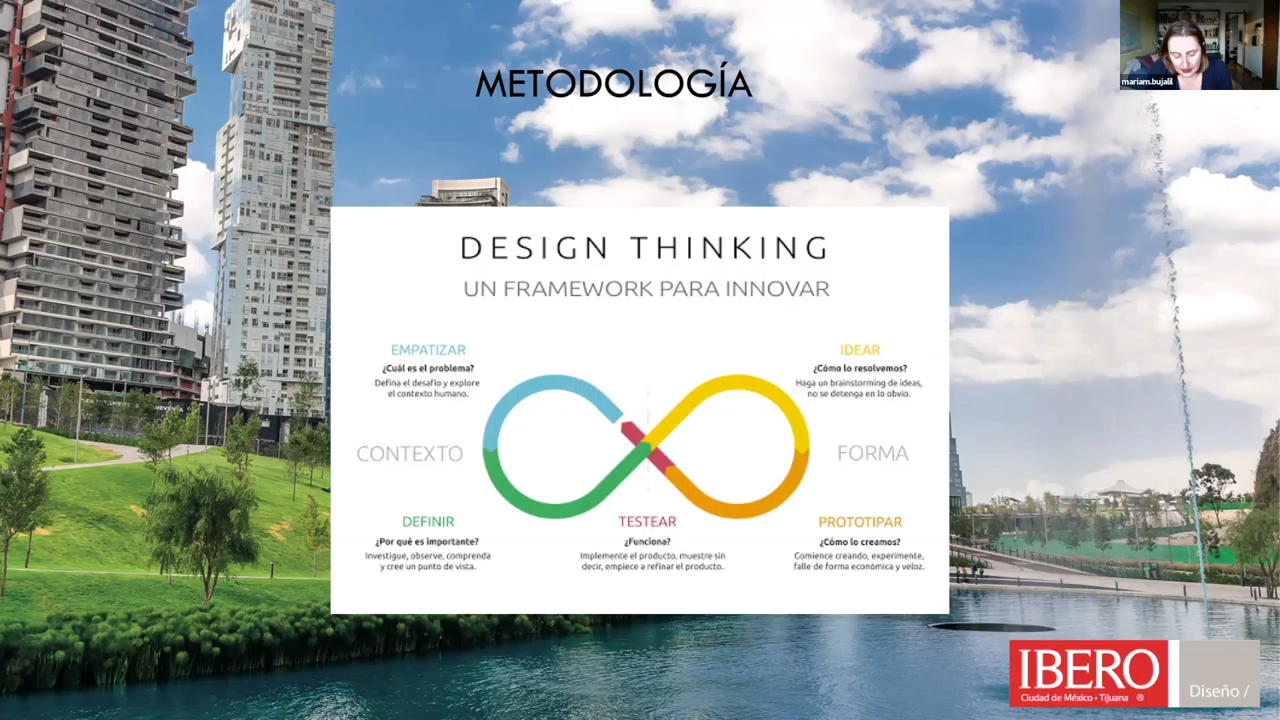 METODOLOGÍA
mariam.bujalil
DESIGN THINKING
UN FRAMEWORK PARA INNOVAR
EMPATIZAR
¿Cuál es el problema?
Defina el desafío y explore
el contexto humano.
IDEAR
¿Cómo lo resolvemos?
Haga un brainstorming de ideas,
no se detenga en lo obvio.
CONTEXTO
FORMA
DEFINIR
¿Por qué es importante?
Investigue, observe, comprenda
y cree un punto de vista.
TESTEAR
¿Funciona?
Implemente el producto, muestre sin
decir, empiece a refinar el producto.
PROTOTIPAR
¿Cómo lo creamos?
Comience creando, experimente,
falle de forma económica y veloz.
IBERO
Ciudad de México • Tijuana ®
Diseño /